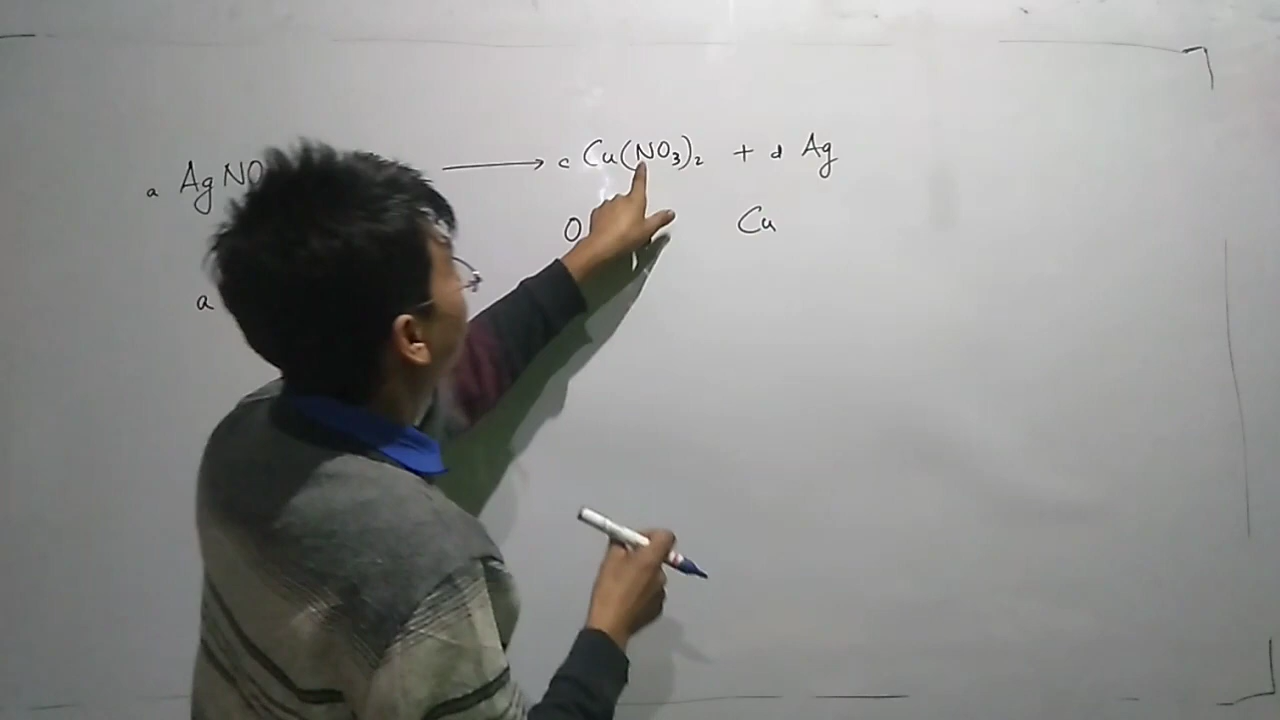 a AgNO ⟶ c Cu(NO₃)₂ + d Ag
O Cu
a